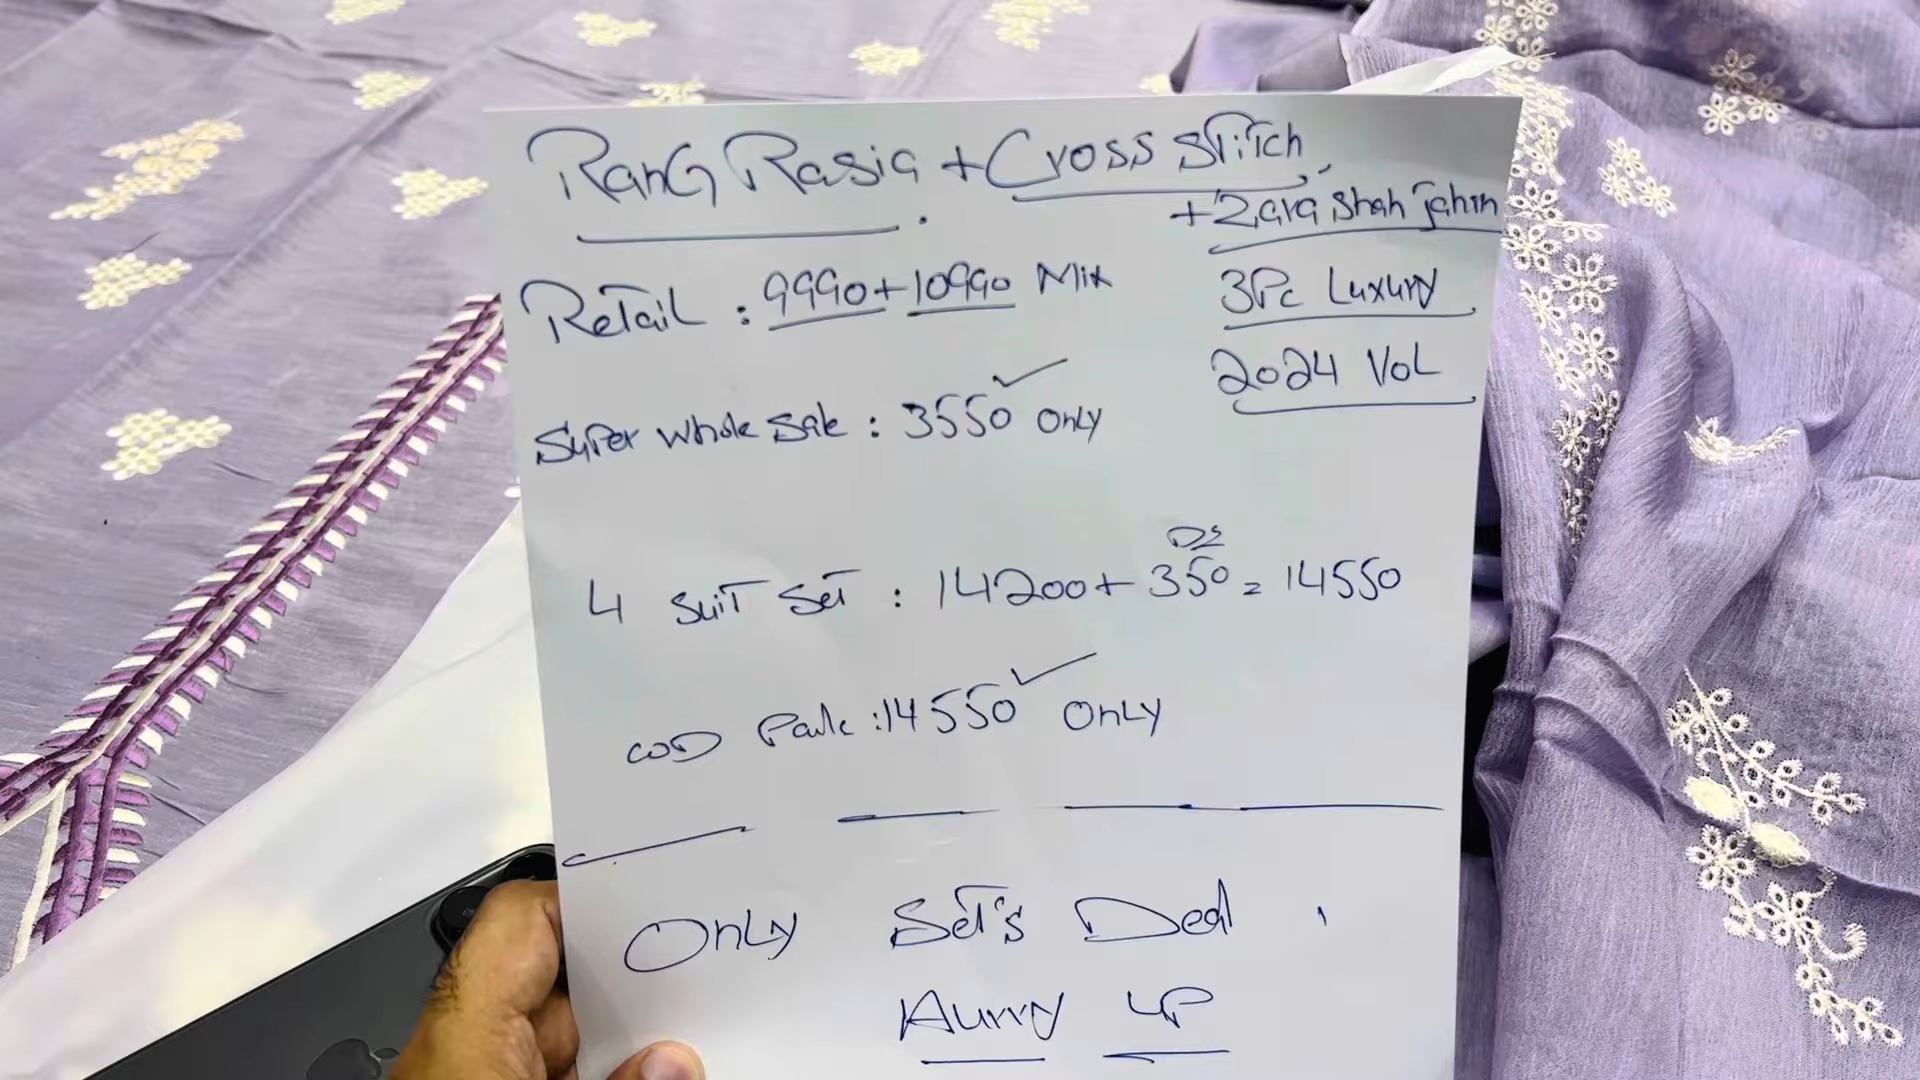 RanG Rasia + Cross STiTch
+ Zara Shah Jahan
3Pc Luxury
2024 VoL
ReTaiL : 9990 + 10990 Mix
Super whole Sale : 3550 ✓ Only
4 SuiT SeT : 14200 + 350 = 14550
COD :14550 ✓ OnLy
OnLy SeT's Deal
Hurry UP